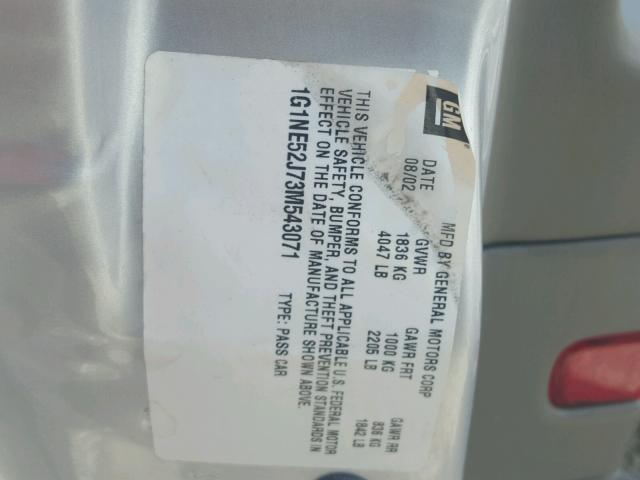 GM
MFD BY GENERAL MOTORS CORP
DATE GVWR GAWR FRT GAWR RR
08/02 1836 KG 1000 KG 836 KG
4047 LB 2205 LB 1842 LB
THIS VEHICLE CONFORMS TO ALL APPLICABLE U.S. FEDERAL MOTOR
VEHICLE SAFETY, BUMPER, AND THEFT PREVENTION STANDARDS IN
EFFECT ON THE DATE OF MANUFACTURE SHOWN ABOVE.
1G1NE52J73M543071 TYPE: PASS CAR